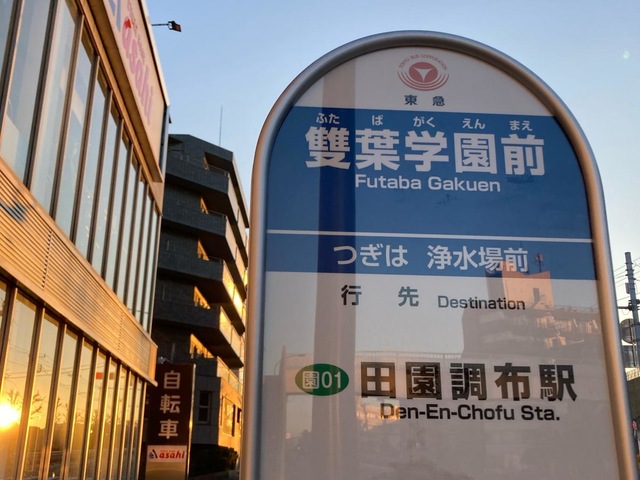 東急
ふた ば がく えん まえ
雙葉学園前
Futaba Gakuen
つぎは 浄水場前
行先 Destination
園01 田園調布駅
Den-En-Chofu Sta.
自転車
asahi
asahi